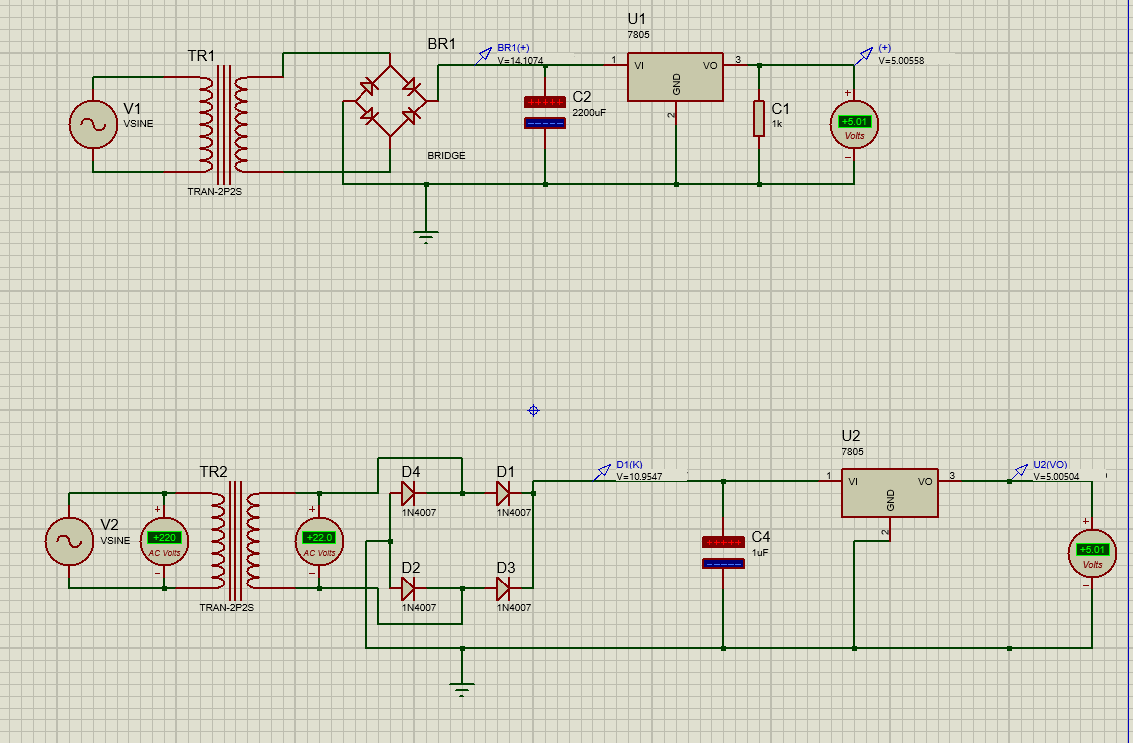 U1
7805
TR1
BR1
BR1(+)
V=14.1074
1
VI
VO
3
GND
2
(+)
V=5.00558
V1
VSINE
C2
2200uF
C1
1k
+
+5.01
Volts
−
BRIDGE
TRAN-2P2S
U2
7805
TR2
D4
1N4007
D1
1N4007
D1(K)
V=10.9547
1
VI
VO
3
GND
2
U2(VO)
V=5.00504
V2
VSINE
+
+220
AC Volts
−
+
+22.0
AC Volts
−
C4
1uF
+
+5.01
Volts
−
D2
1N4007
D3
1N4007
TRAN-2P2S